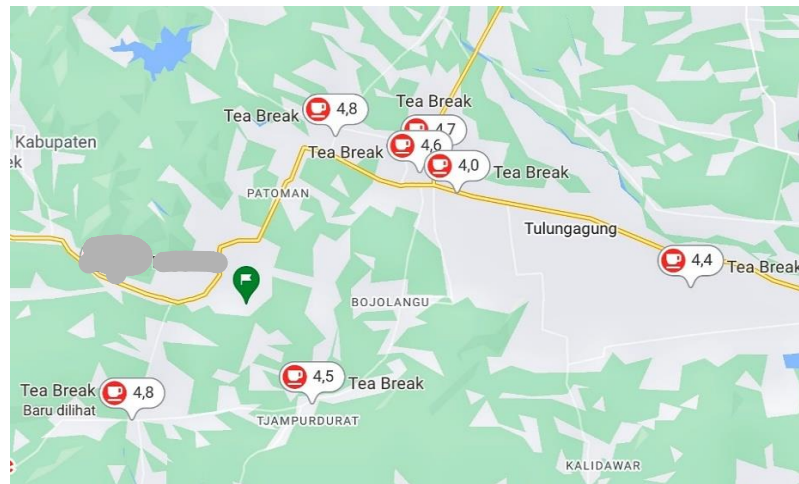 Tea Break
4,8
Tea Break
4,7
Kabupaten
ek
Tea Break
4,6
4,0
Tea Break
PATOMAN
Tulungagung
4,4
Tea Break
BOJOLANGU
4,5
Tea Break
Tea Break
Baru dilihat
4,8
TJAMPURDURAT
KALIDAWAR